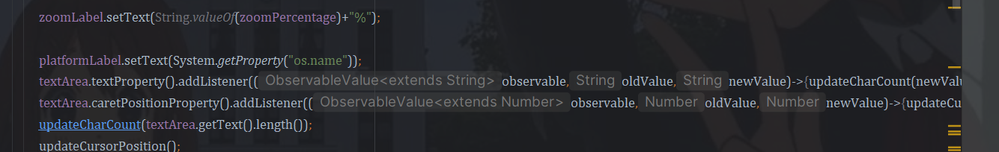 zoomLabel.setText(String.valueOf(zoomPercentage)+"%");
platformLabel.setText(System.getProperty("os.name"));
textArea.textProperty().addListener(( ObservableValue<extends String> observable, String oldValue, String newValue)->{updateCharCount(newValu
textArea.caretPositionProperty().addListener(( ObservableValue<extends Number> observable, Number oldValue, Number newValue)->{updateCu
updateCharCount(textArea.getText().length());
updateCursorPosition();